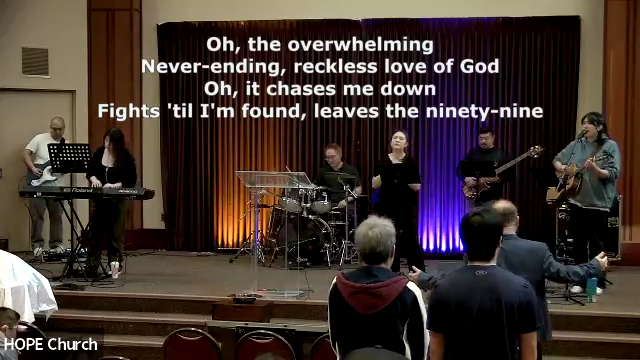 Oh, the overwhelming
Never-ending, reckless love of God
Oh, it chases me down
Fights 'til I'm found, leaves the ninety-nine
Roland
HOPE Church